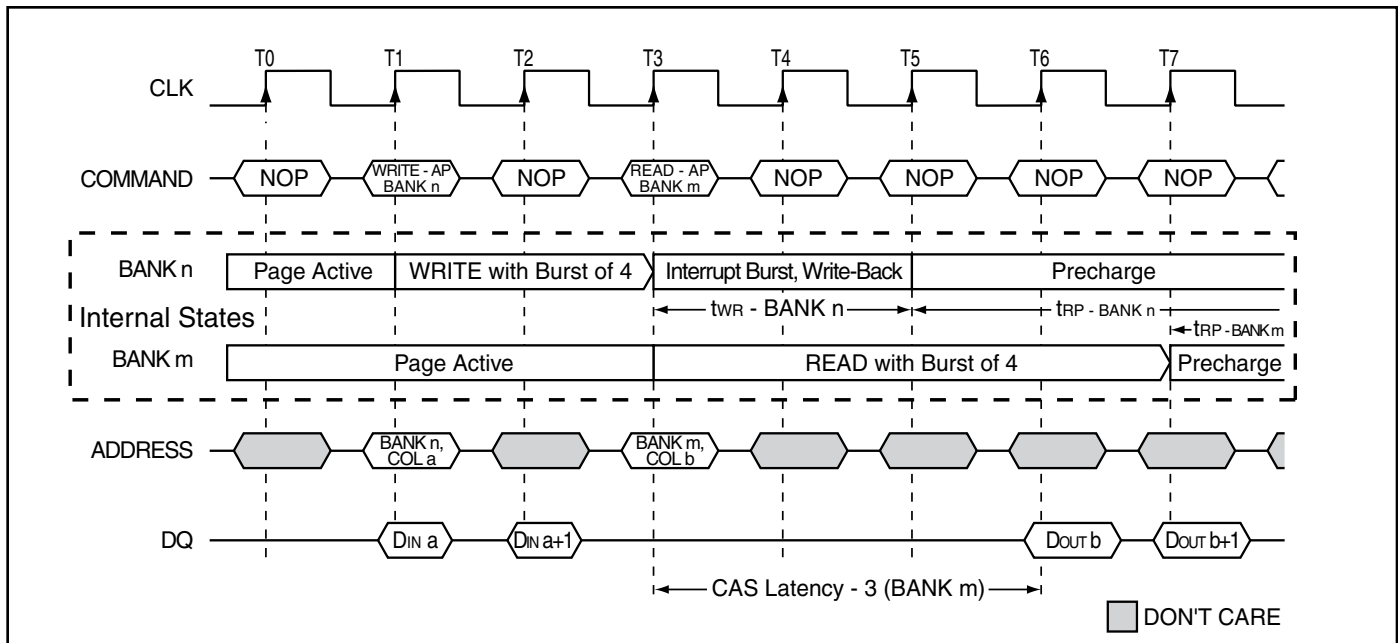 T0 T1 T2 T3 T4 T5 T6 T7
CLK
COMMAND NOP WRITE - AP BANK n NOP READ - AP BANK m NOP NOP NOP NOP
BANK n Page Active WRITE with Burst of 4 Interrupt Burst, Write-Back Precharge
tWR - BANK n tRP - BANK n
Internal States
tRP - BANK m
BANK m Page Active READ with Burst of 4 Precharge
ADDRESS BANK n, COL a BANK m, COL b
DQ DIN a DIN a+1 DOUT b DOUT b+1
CAS Latency - 3 (BANK m)
DON'T CARE